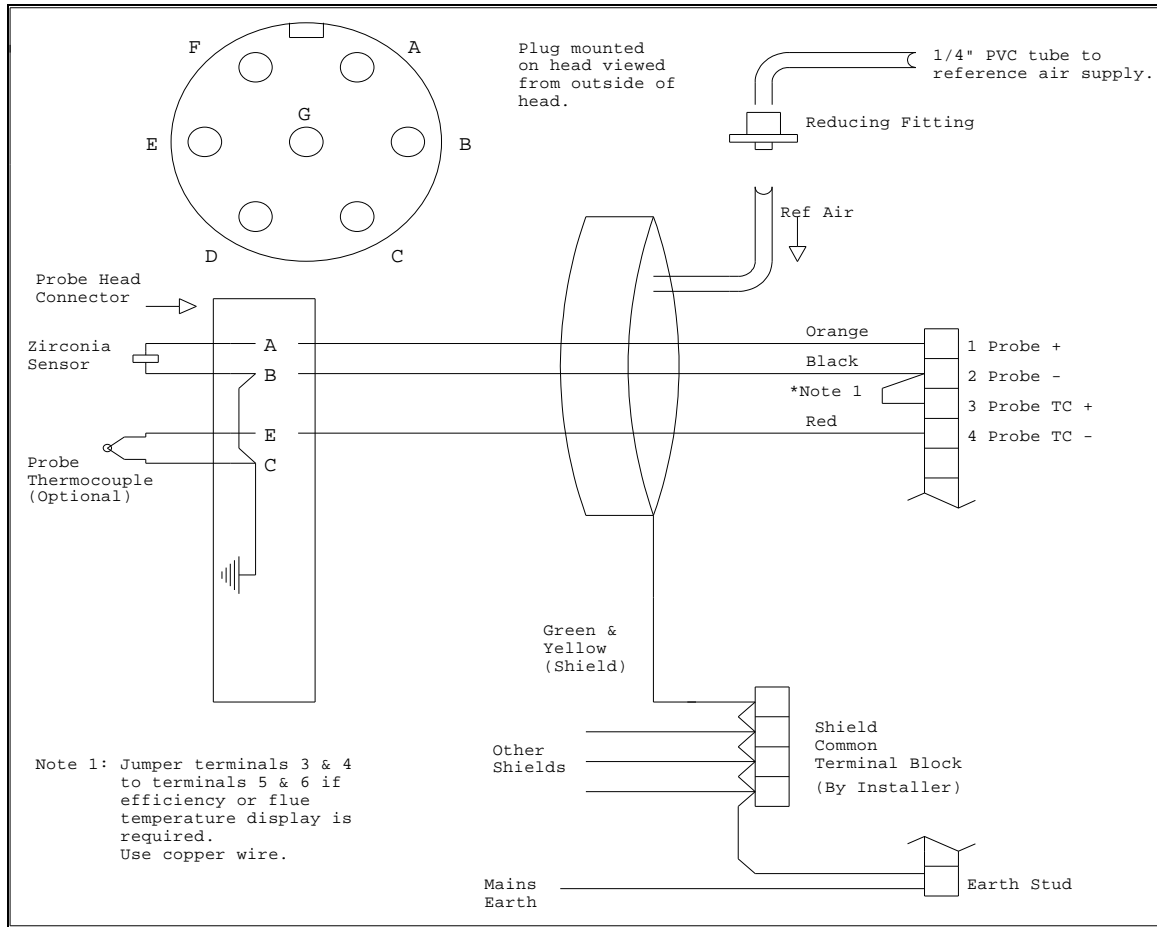 F
A
G
E
B
D
C
Plug mounted
on head viewed
from outside of
head.
1/4" PVC tube to
reference air supply.
Reducing Fitting
Ref Air
Probe Head
Connector
Zirconia
Sensor
A
B
E
C
Probe
Thermocouple
(Optional)
Orange
Black
*Note 1
Red
1 Probe +
2 Probe -
3 Probe TC +
4 Probe TC -
Green &
Yellow
(Shield)
Other
Shields
Shield
Common
Terminal Block
(By Installer)
Note 1: Jumper terminals 3 & 4
to terminals 5 & 6 if
efficiency or flue
temperature display is
required.
Use copper wire.
Mains
Earth
Earth Stud